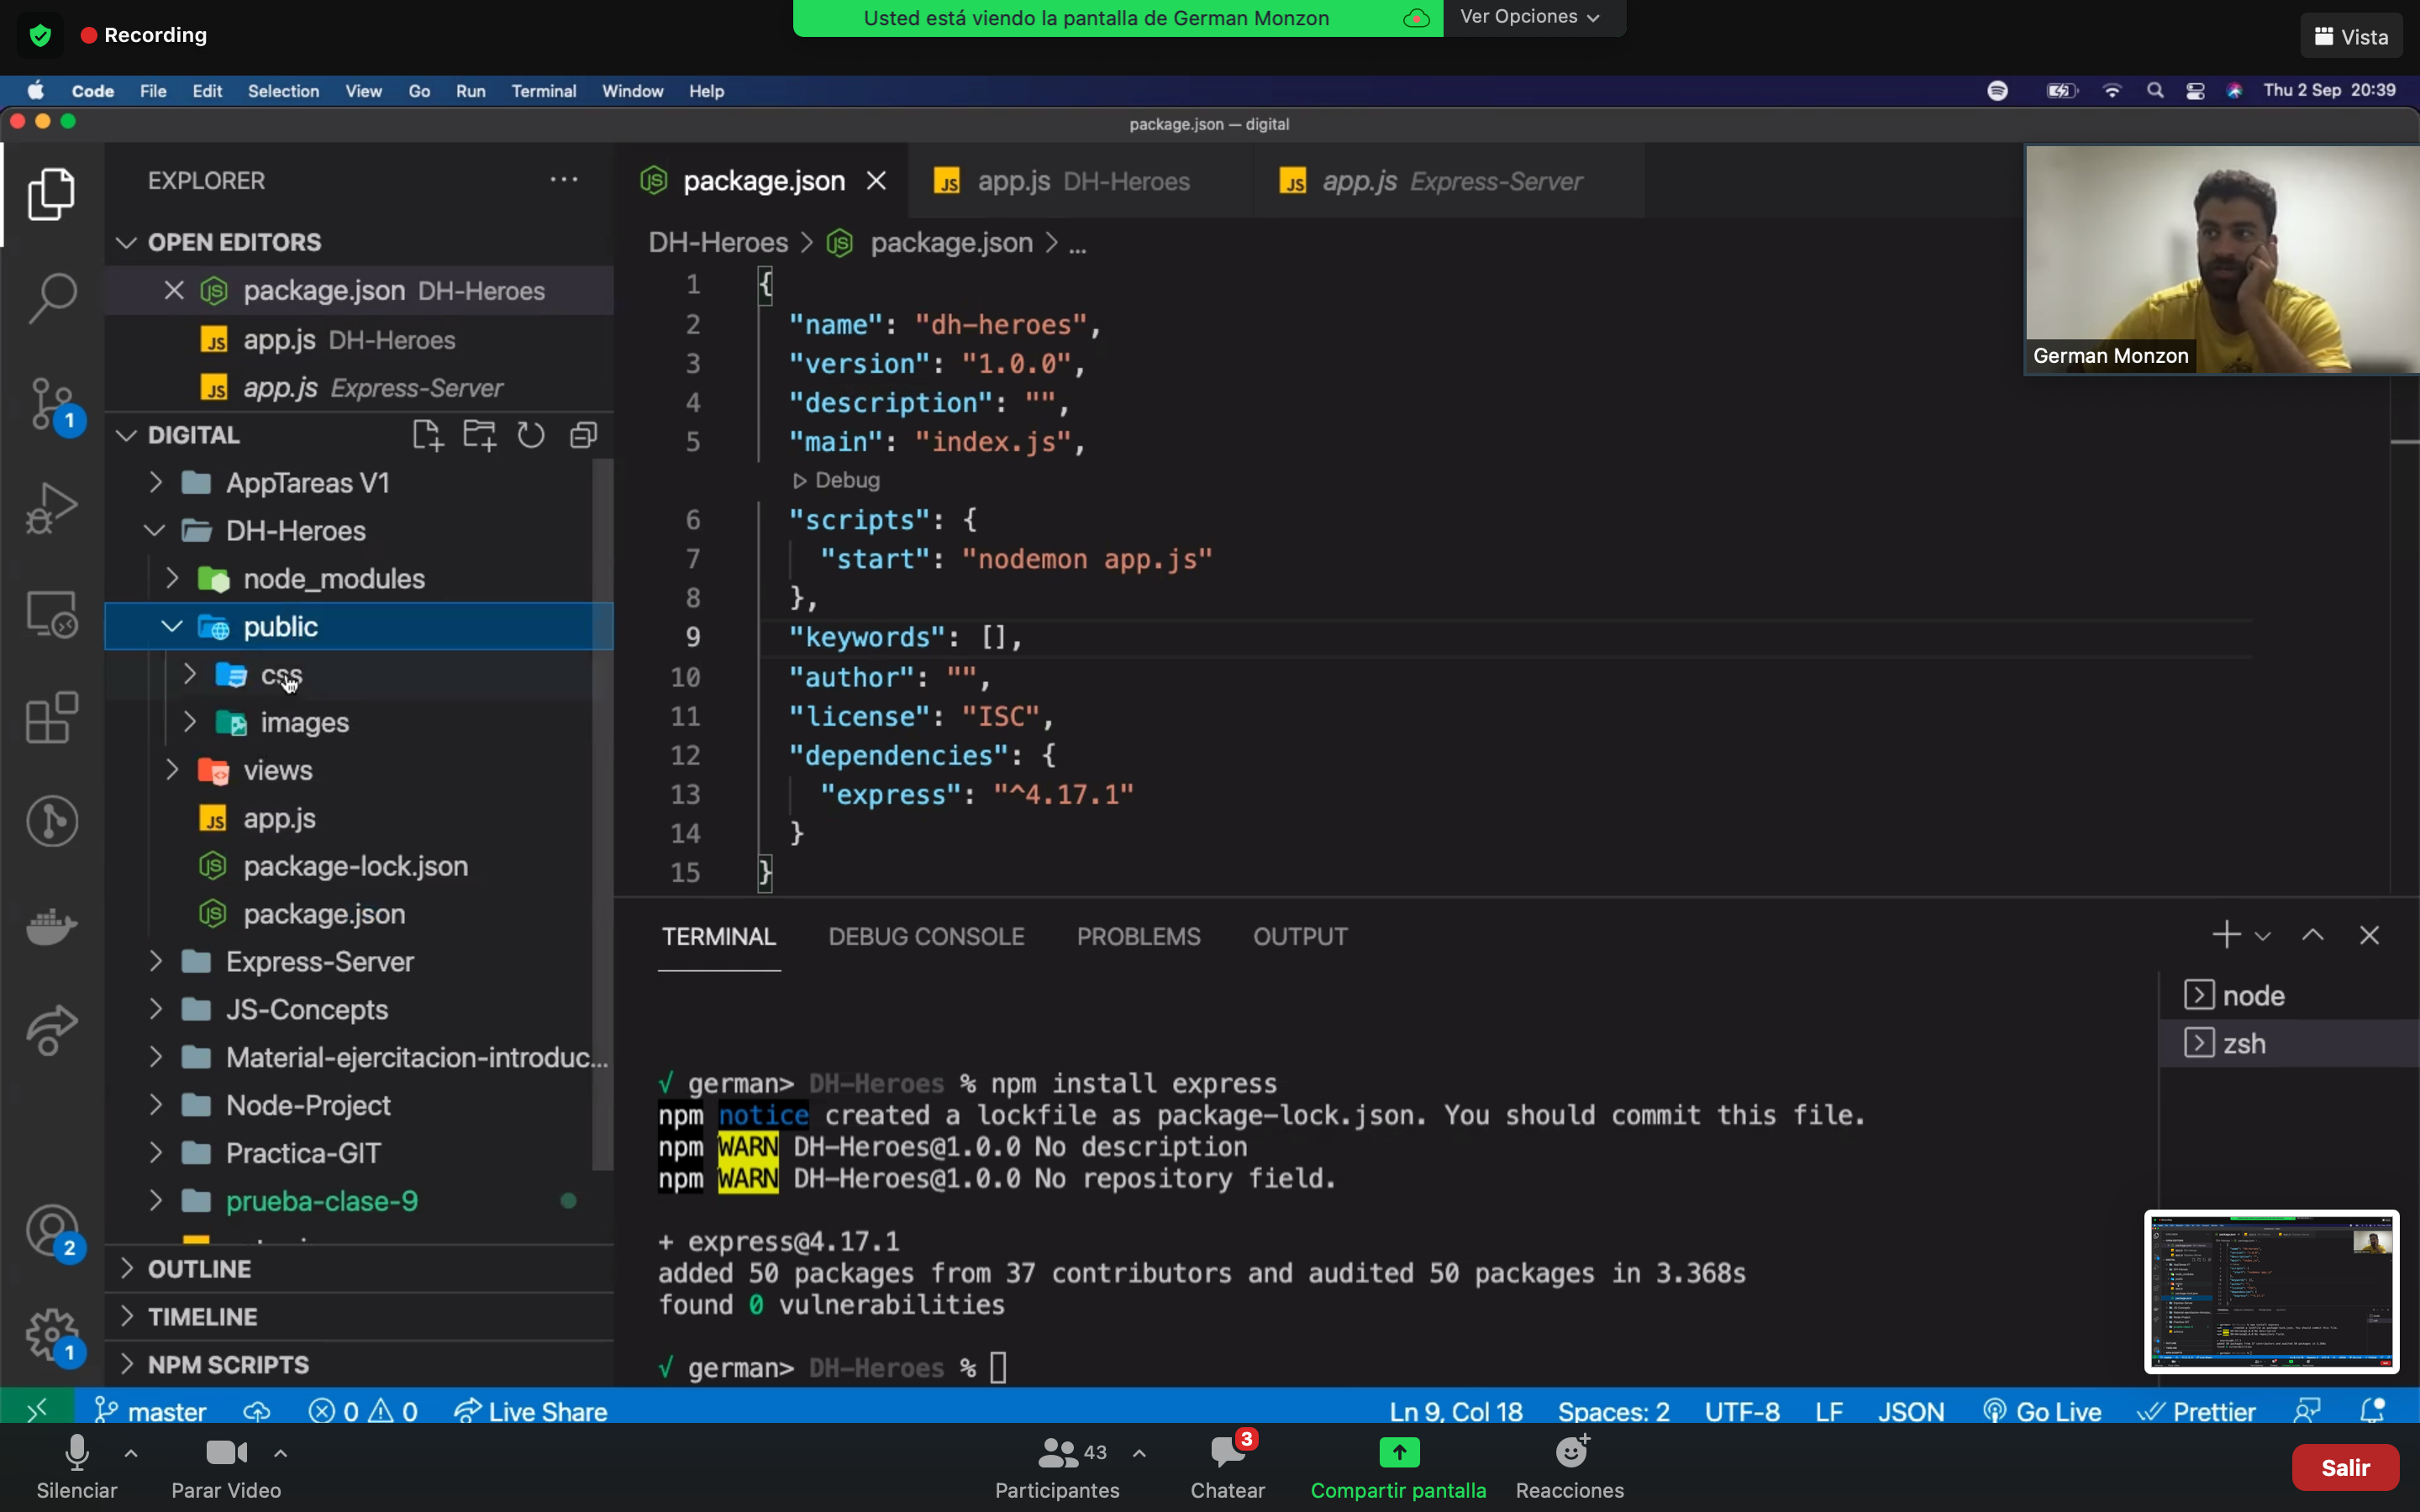 Recording
Usted está viendo la pantalla de German Monzon
Ver Opciones
Vista
Code File Edit Selection View Go Run Terminal Window Help
Thu 2 Sep 20:39
package.json — digital
EXPLORER
OPEN EDITORS
package.json DH-Heroes
app.js DH-Heroes
app.js Express-Server
DIGITAL
AppTareas V1
DH-Heroes
node_modules
public
css
images
views
app.js
package-lock.json
package.json
Express-Server
JS-Concepts
Material-ejercitacion-introduc...
Node-Project
Practica-GIT
prueba-clase-9
OUTLINE
TIMELINE
NPM SCRIPTS
1
2
1
package.json
app.js DH-Heroes
app.js Express-Server
DH-Heroes > package.json > ...
1 {
2 "name": "dh-heroes",
3 "version": "1.0.0",
4 "description": "",
5 "main": "index.js",
Debug
6 "scripts": {
7 "start": "nodemon app.js"
8 },
9 "keywords": [],
10 "author": "",
11 "license": "ISC",
12 "dependencies": {
13 "express": "^4.17.1"
14 }
15 }
German Monzon
TERMINAL DEBUG CONSOLE PROBLEMS OUTPUT
node
zsh
√ german> DH-Heroes % npm install express
npm notice created a lockfile as package-lock.json. You should commit this file.
npm WARN DH-Heroes@1.0.0 No description
npm WARN DH-Heroes@1.0.0 No repository field.
+ express@4.17.1
added 50 packages from 37 contributors and audited 50 packages in 3.368s
found 0 vulnerabilities
√ german> DH-Heroes %
master 0 0 Live Share
Ln 9, Col 18 Spaces: 2 UTF-8 LF JSON Go Live Prettier
Silenciar
Parar Video
43
Participantes
3
Chatear
Compartir pantalla
Reacciones
Salir